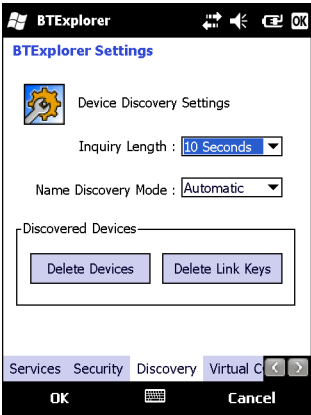 BTExplorer
OK
BTExplorer Settings
Device Discovery Settings
Inquiry Length : 10 Seconds
Name Discovery Mode : Automatic
Discovered Devices
Delete Devices Delete Link Keys
Services Security Discovery Virtual C
OK Cancel